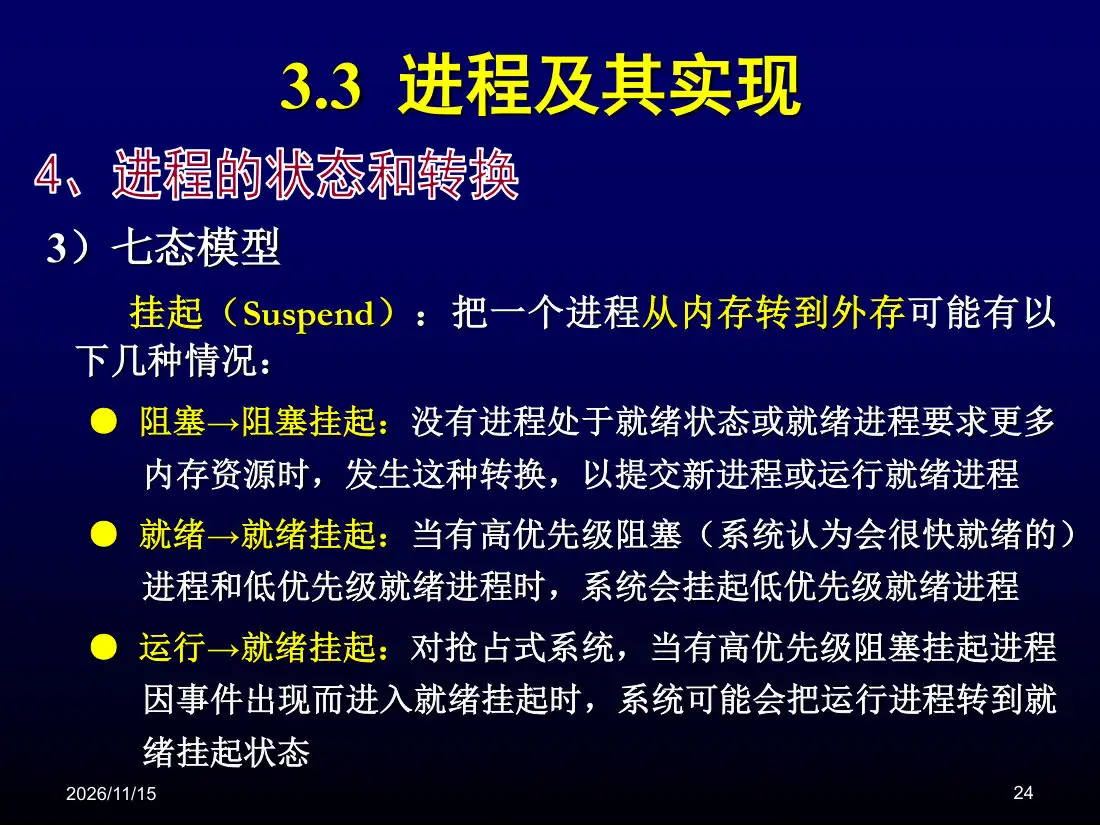 3.3 进程及其实现
4、进程的状态和转换
3）七态模型
挂起（Suspend）：把一个进程从内存转到外存可能有以
下几种情况：
● 阻塞→阻塞挂起：没有进程处于就绪状态或就绪进程要求更多
内存资源时，发生这种转换，以提交新进程或运行就绪进程
● 就绪→就绪挂起：当有高优先级阻塞（系统认为会很快就绪的）
进程和低优先级就绪进程时，系统会挂起低优先级就绪进程
● 运行→就绪挂起：对抢占式系统，当有高优先级阻塞挂起进程
因事件出现而进入就绪挂起时，系统可能会把运行进程转到就
绪挂起状态
2026/11/15
24